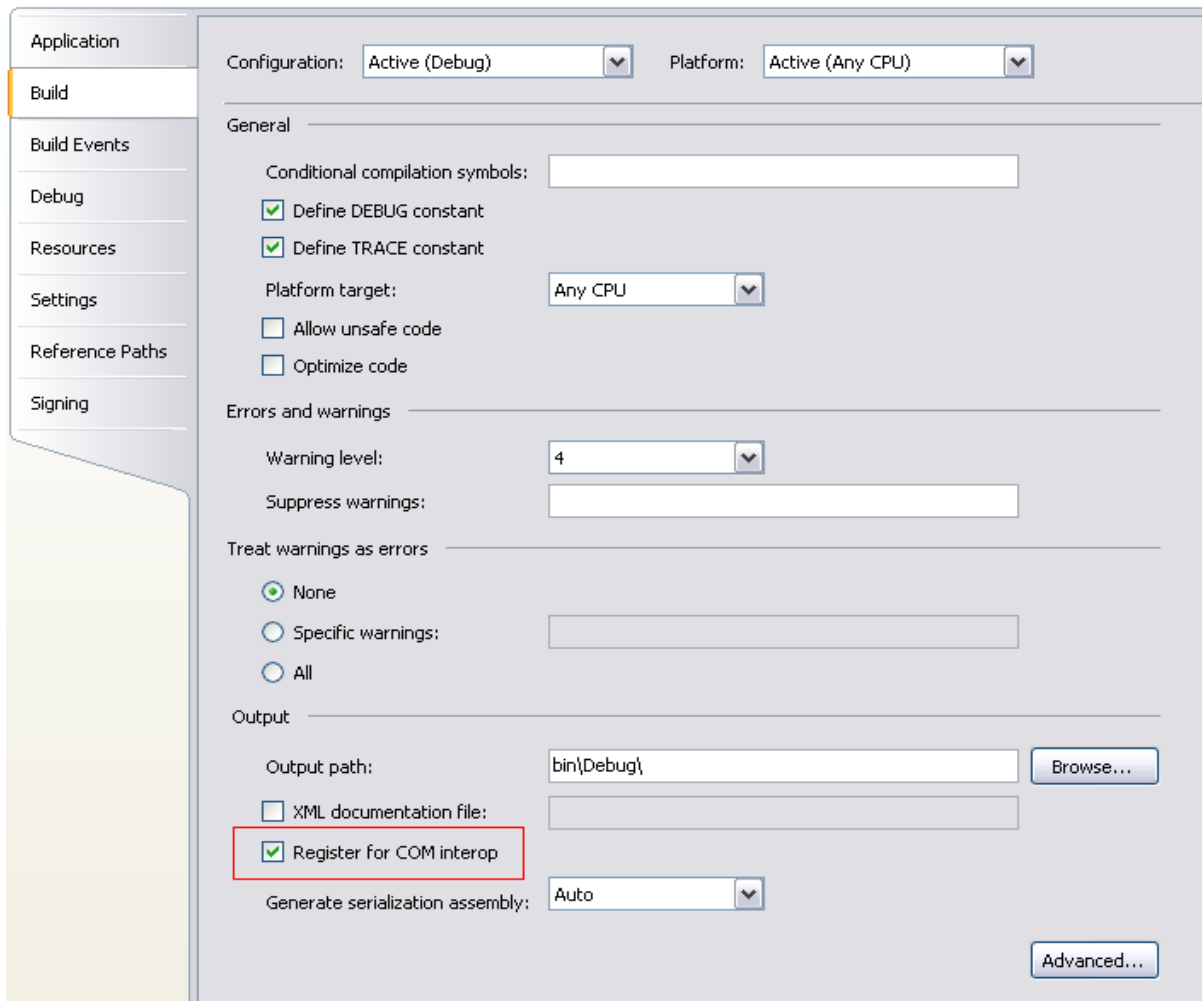 Application
Build
Build Events
Debug
Resources
Settings
Reference Paths
Signing
Configuration: Active (Debug) Platform: Active (Any CPU)
General
Conditional compilation symbols:
Define DEBUG constant
Define TRACE constant
Platform target: Any CPU
Allow unsafe code
Optimize code
Errors and warnings
Warning level: 4
Suppress warnings:
Treat warnings as errors
None
Specific warnings:
All
Output
Output path: bin\Debug\ Browse...
XML documentation file:
Register for COM interop
Generate serialization assembly: Auto
Advanced...